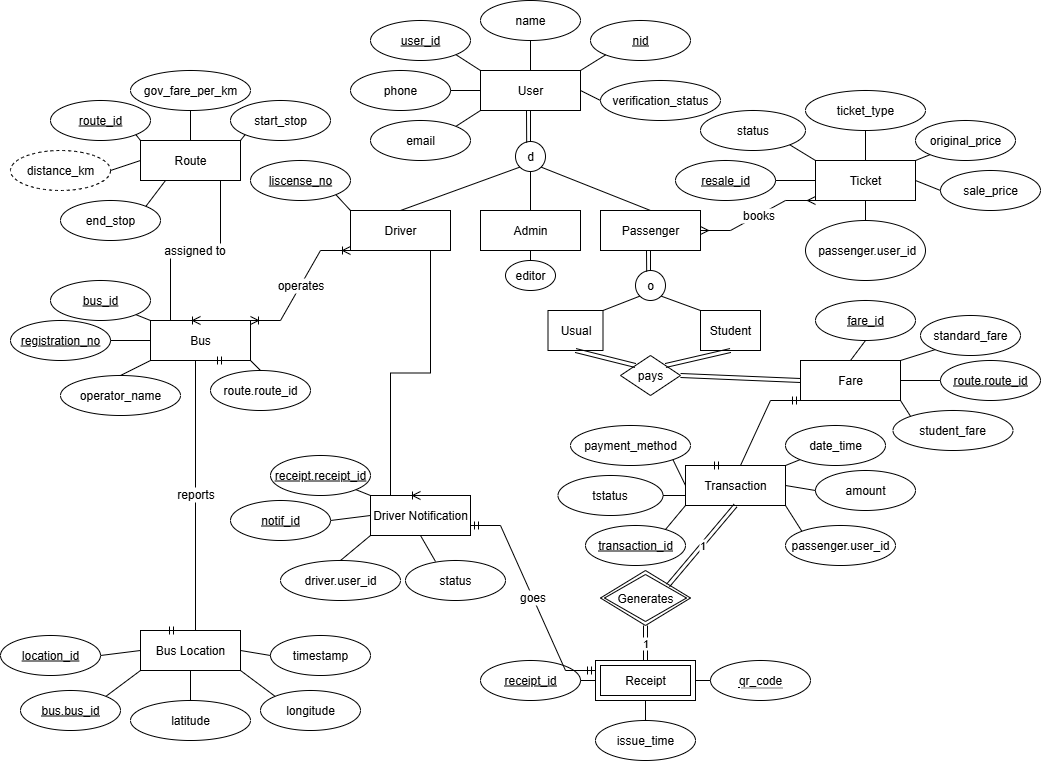 name
user_id
nid
gov_fare_per_km
phone
User
verification_status
ticket_type
route_id
start_stop
status
email
original_price
d
Route
distance_km
liscense_no
resale_id
Ticket
sale_price
books
end_stop
Driver
Admin
Passenger
assigned to
passenger.user_id
editor
operates
o
bus_id
fare_id
Usual
Student
standard_fare
registration_no
Bus
pays
Fare
route.route_id
operator_name
route.route_id
student_fare
payment_method
date_time
receipt.receipt_id
Transaction
amount
reports
tstatus
Driver Notification
notif_id
transaction_id
1
passenger.user_id
driver.user_id
status
goes
Generates
1
location_id
Bus Location
timestamp
receipt_id
Receipt
qr_code
bus.bus_id
latitude
longitude
issue_time